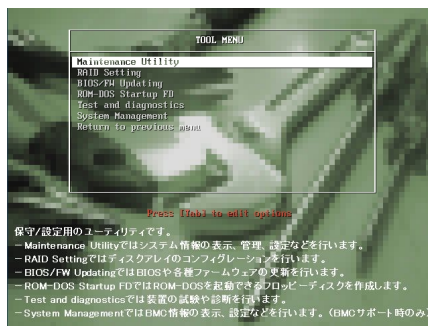 TOOL MENU
Maintenance Utility
RAID Setting
BIOS/FW Updating
ROM-DOS Startup FD
Test and diagnostics
System Management
Return to previous menu
Press [Tab] to edit options
保守/設定用のユーティリティです。
－Maintenance Utilityではシステム情報の表示、管理、設定などを行います。
－RAID Settingではディスクアレイのコンフィグレーションを行います。
－BIOS/FW UpdatingではBIOSや各種ファームウェアの更新を行います。
－ROM-DOS Startup FDではROM-DOSを起動できるフロッピーディスクを作成します。
－Test and diagnosticsでは装置の試験や診断を行います。
－System ManagementではBMC情報の表示、設定などを行います。(BMCサポート時のみ)